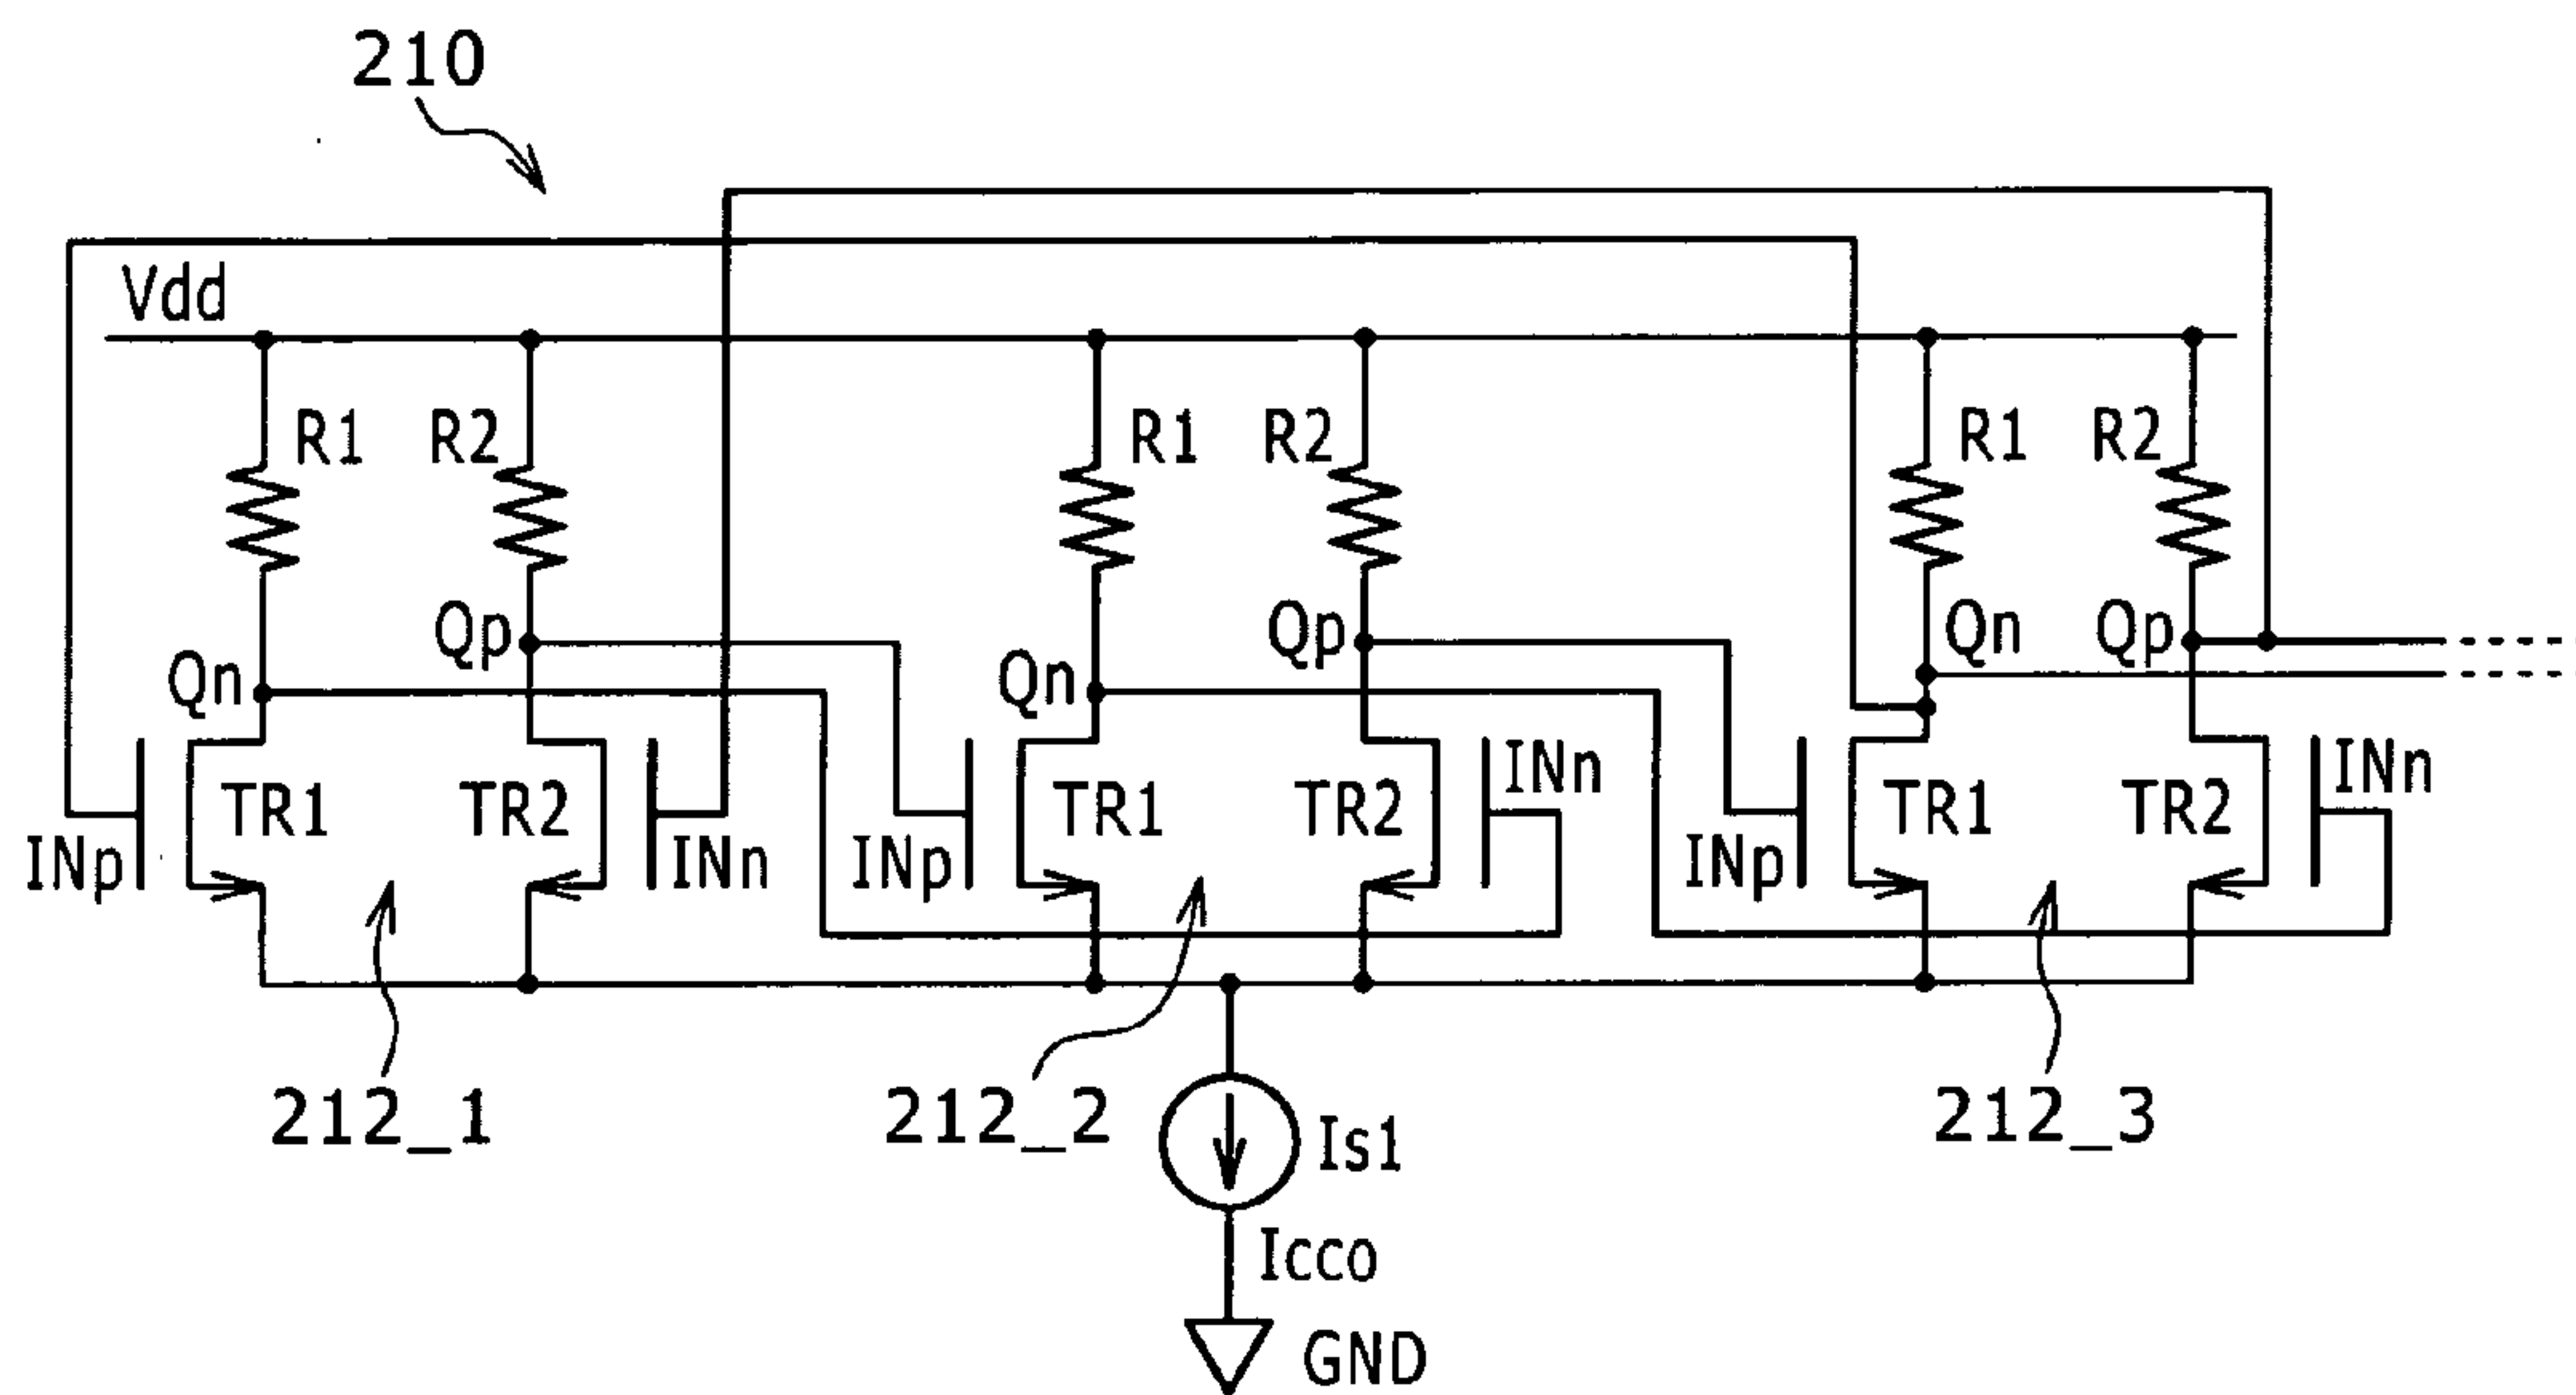 210
Vdd
R1 R2 R1 R2 R1 R2
Qn Qp Qn Qp Qn Qp
INp TR1 TR2 INn INp TR1 TR2 INn INp TR1 TR2 INn
212_1 212_2 Is1 212_3
Icco
GND